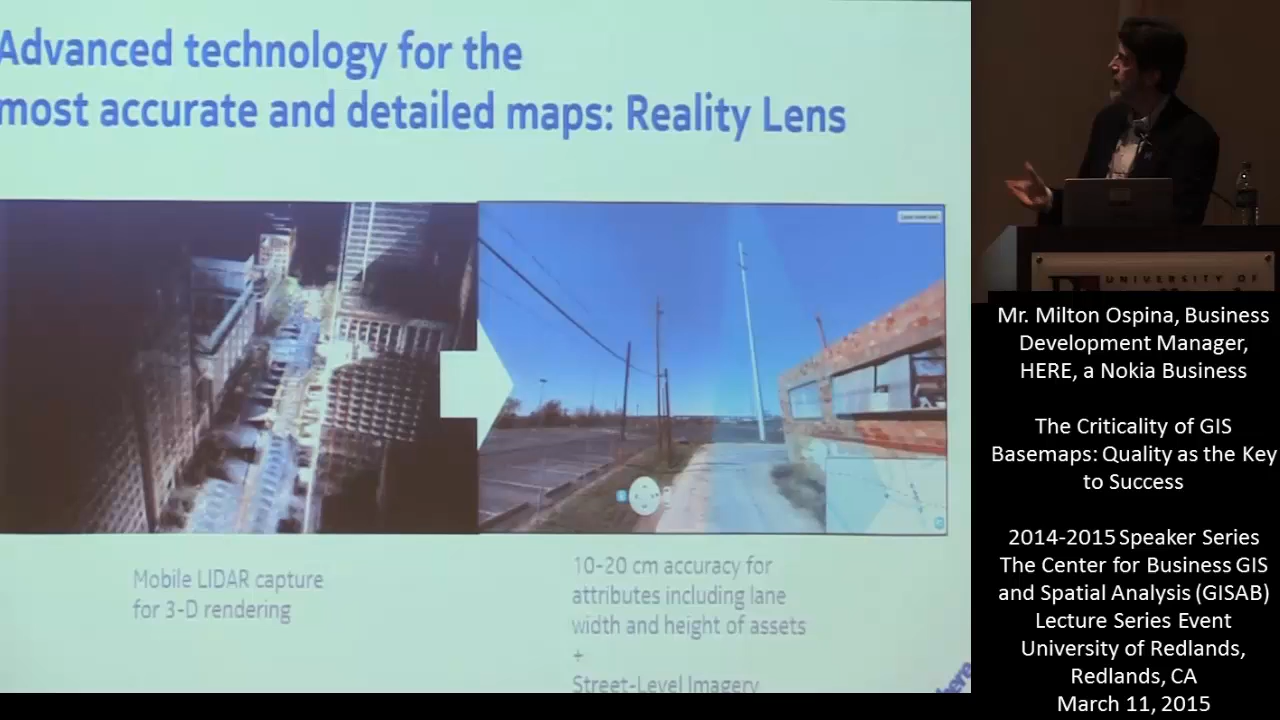 Advanced technology for the
most accurate and detailed maps: Reality Lens
Mobile LIDAR capture
for 3-D rendering
10-20 cm accuracy for
attributes including lane
width and height of assets
+
Street-Level Imagery
here
UNIVERSITY OF
Mr. Milton Ospina, Business
Development Manager,
HERE, a Nokia Business
The Criticality of GIS
Basemaps: Quality as the Key
to Success
2014-2015 Speaker Series
The Center for Business GIS
and Spatial Analysis (GISAB)
Lecture Series Event
University of Redlands,
Redlands, CA
March 11, 2015